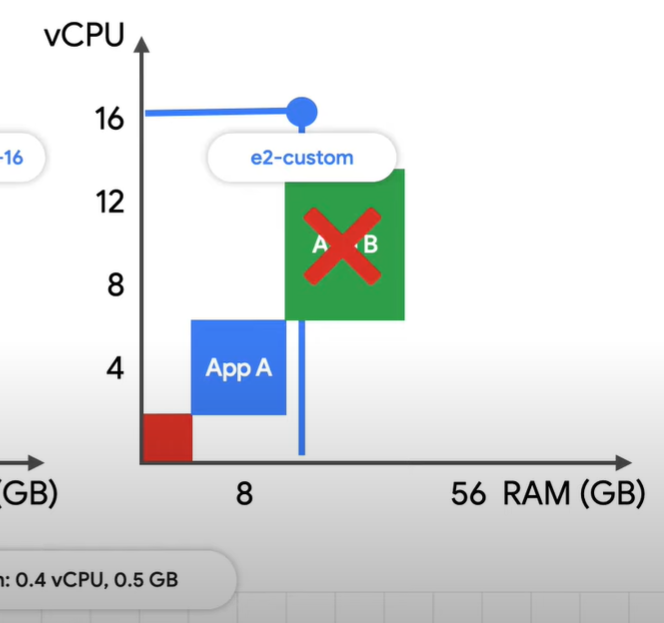 vCPU
16
-16
e2-custom
12
A B
8
4
App A
(GB)
8
56 RAM (GB)
: 0.4 vCPU, 0.5 GB